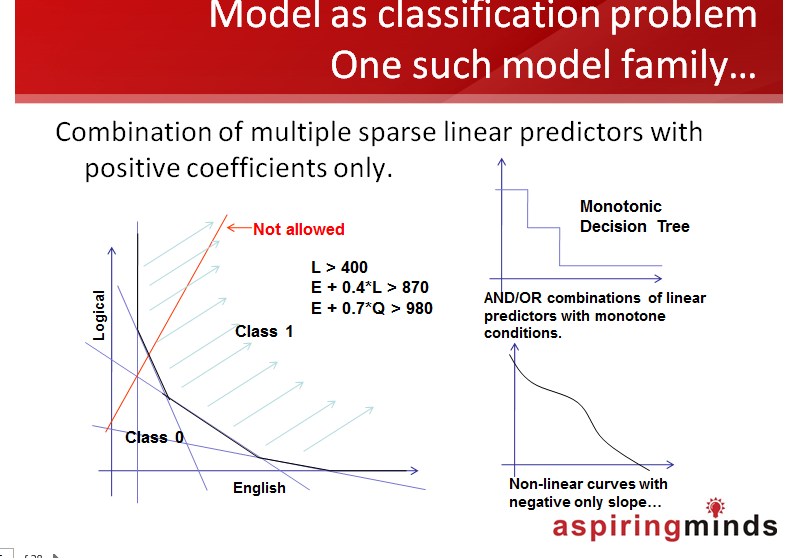 Model as classification problem
One such model family…
Combination of multiple sparse linear predictors with
positive coefficients only.
Not allowed
L > 400
E + 0.4*L > 870
E + 0.7*Q > 980
Logical
Class 1
Class 0
English
Monotonic
Decision Tree
AND/OR combinations of linear
predictors with monotone
conditions.
Non-linear curves with
negative only slope…
aspiringminds